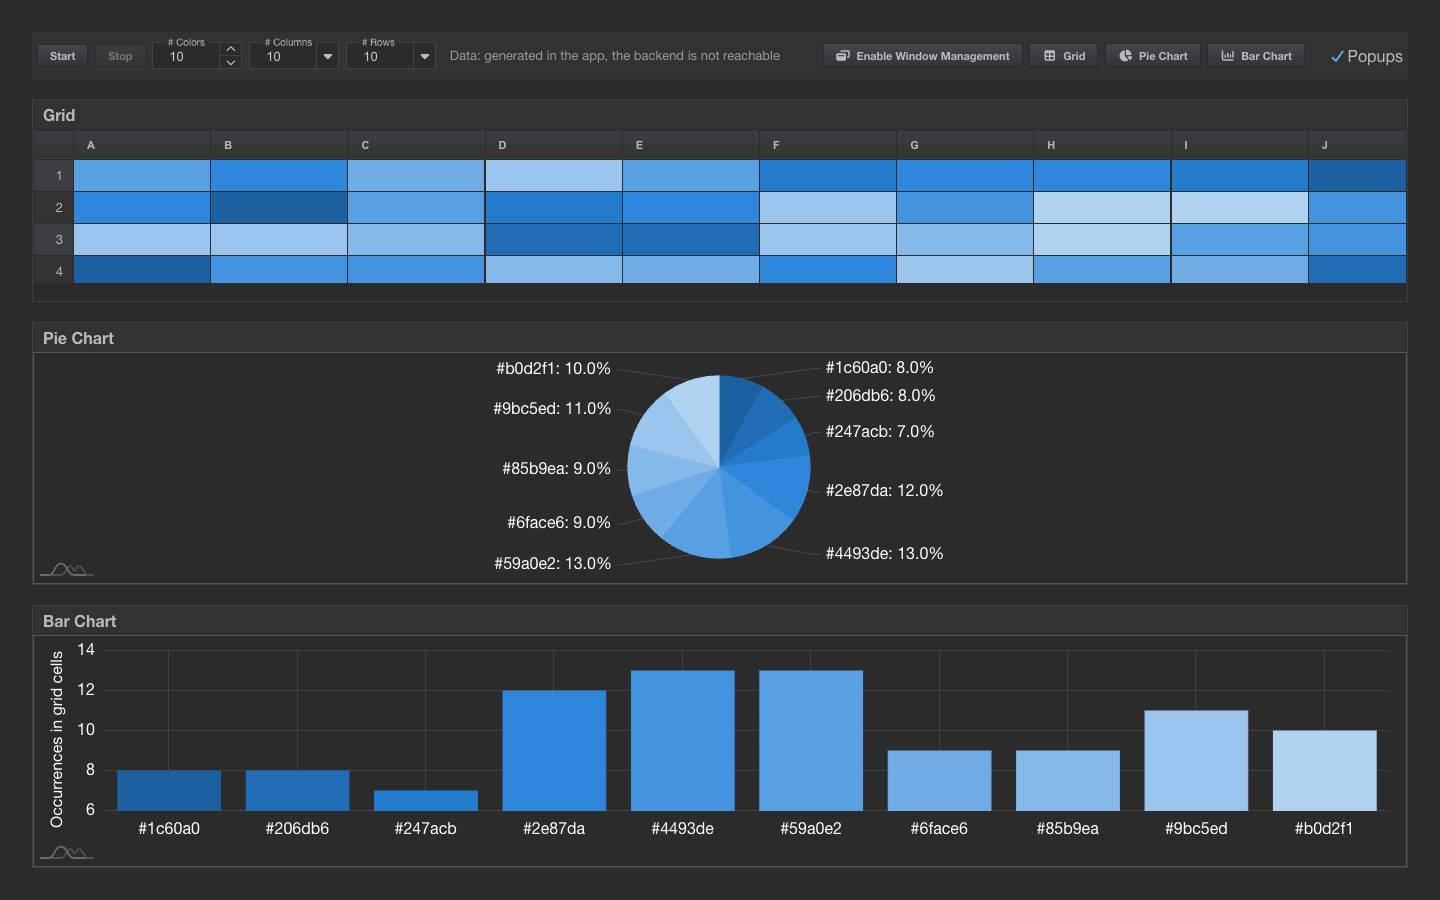 Start
Stop
# Colors
10
# Columns
10
# Rows
10
Data: generated in the app, the backend is not reachable
Enable Window Management
Grid
Pie Chart
Bar Chart
Popups
Grid
A B C D E F G H I J
1
2
3
4
Pie Chart
#b0d2f1: 10.0%
#1c60a0: 8.0%
#206db6: 8.0%
#9bc5ed: 11.0%
#247acb: 7.0%
#85b9ea: 9.0%
#2e87da: 12.0%
#6face6: 9.0%
#4493de: 13.0%
#59a0e2: 13.0%
Bar Chart
Occurrences in grid cells
14
12
10
8
6
#1c60a0 #206db6 #247acb #2e87da #4493de #59a0e2 #6face6 #85b9ea #9bc5ed #b0d2f1